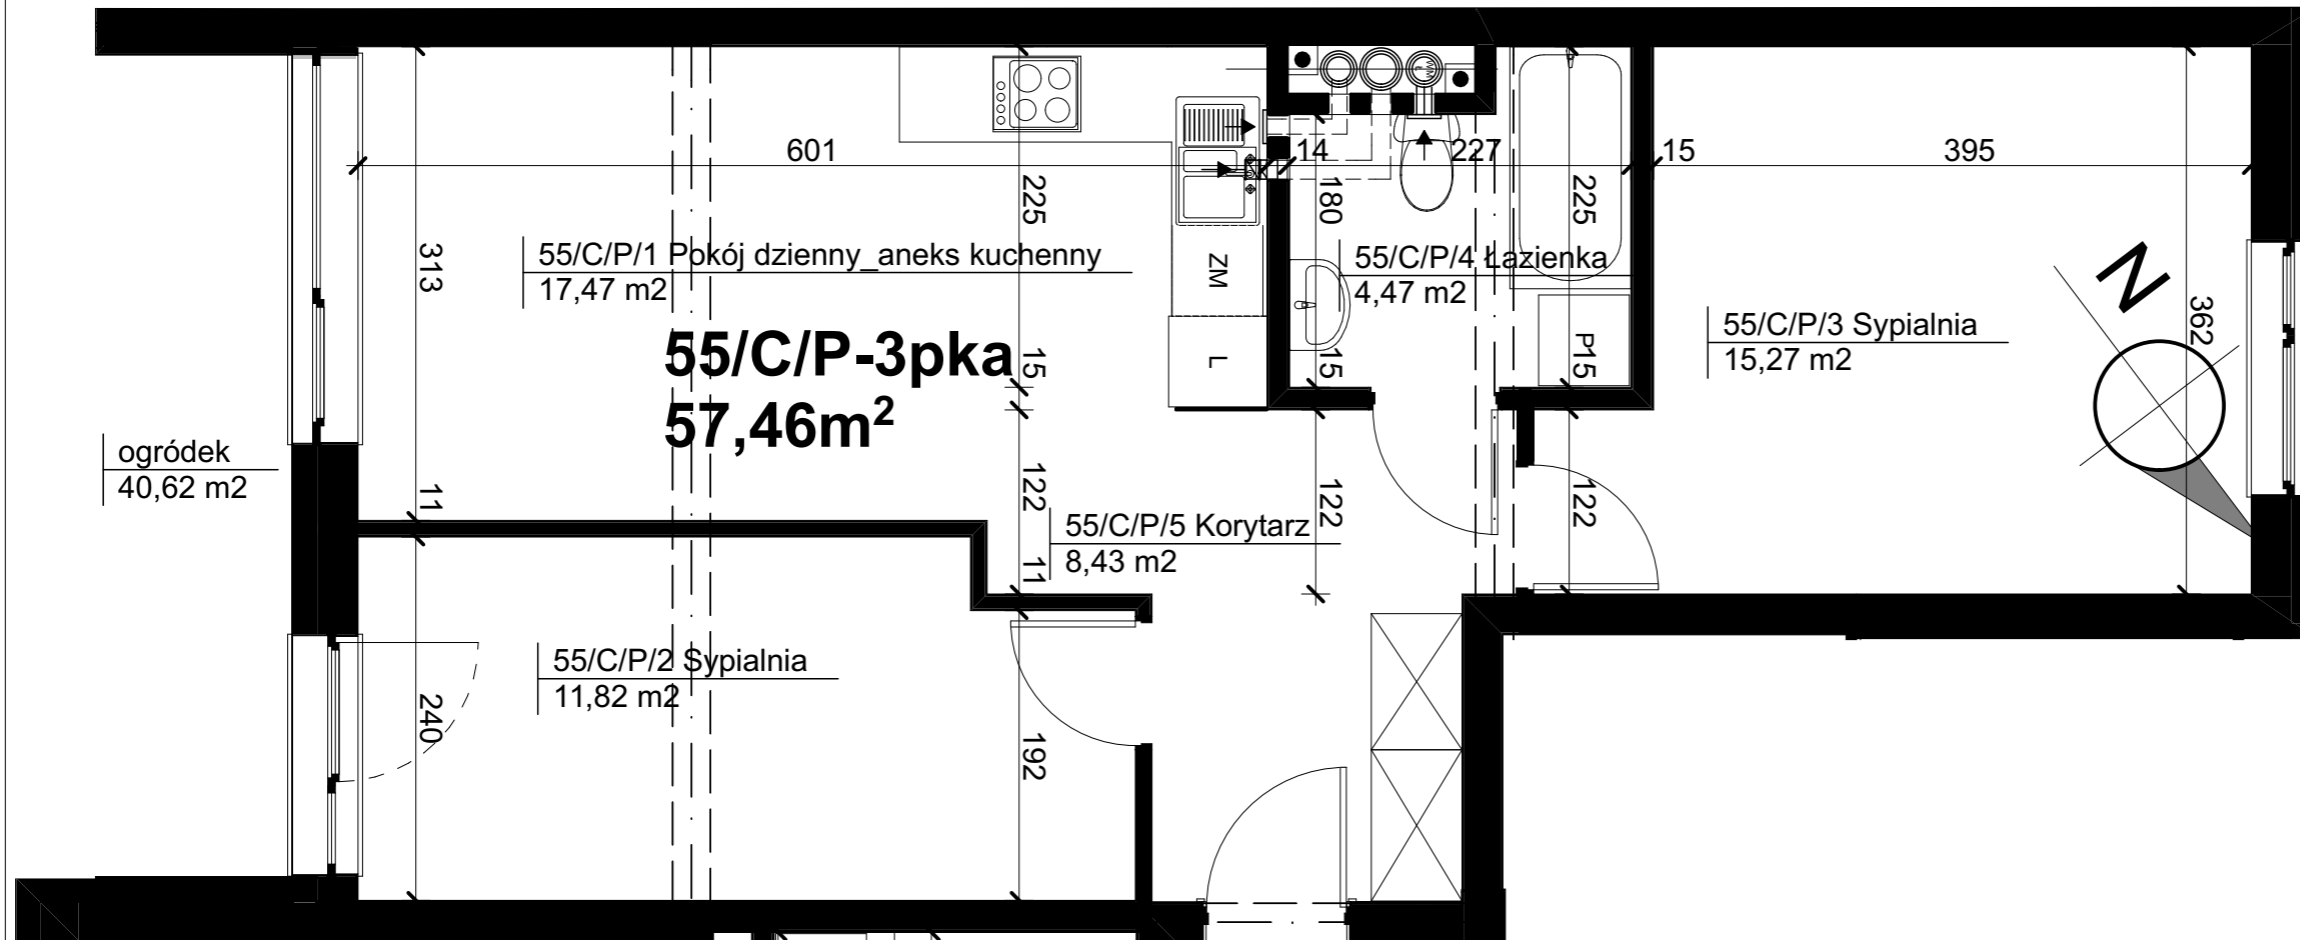 601
14
227
15
395
225
180
225
313
55/C/P/1 Pokój dzienny_aneks kuchenny
17,47 m2
ZM
55/C/P/4 Łazienka
4,47 m2
N
362
55/C/P-3pka
57,46m²
15
L
15
P
15
55/C/P/3 Sypialnia
15,27 m2
ogródek
40,62 m2
11
122
122
122
55/C/P/5 Korytarz
8,43 m2
11
55/C/P/2 Sypialnia
11,82 m2
240
192